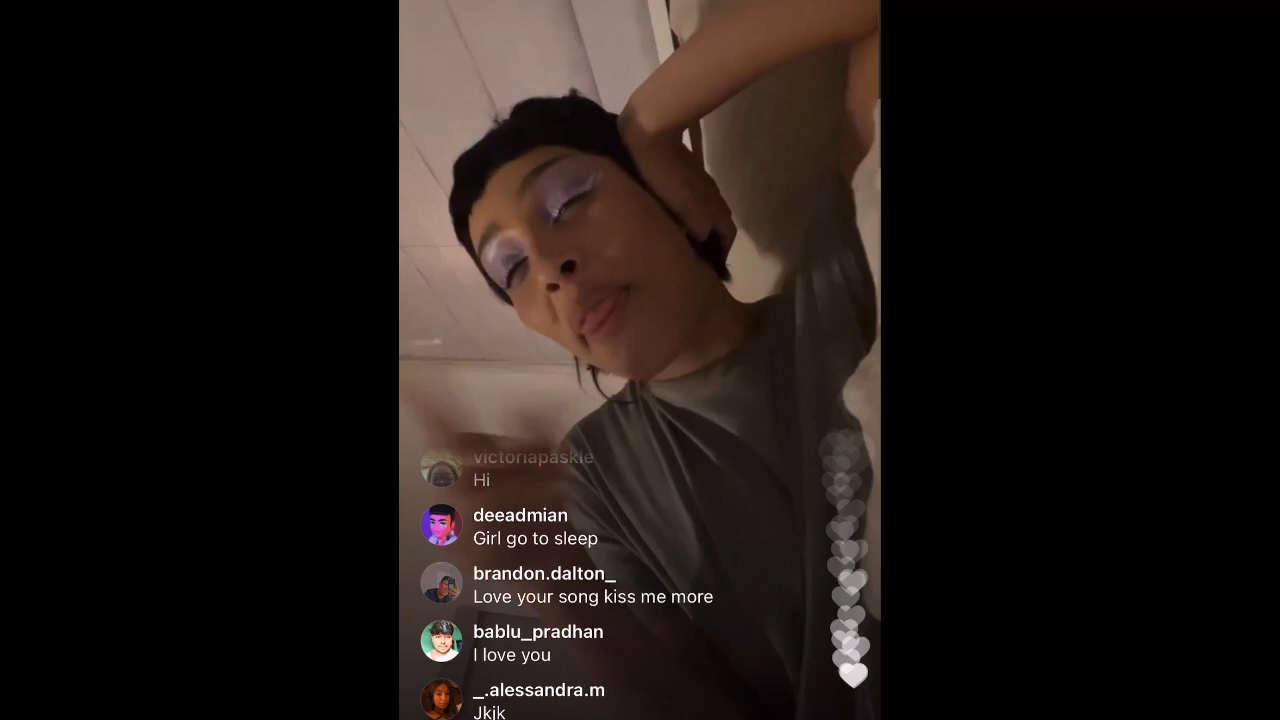 victoriapaskie
Hi
deeadmian
Girl go to sleep
brandon.dalton_
Love your song kiss me more
bablu_pradhan
I love you
_.alessandra.m
Jkjk